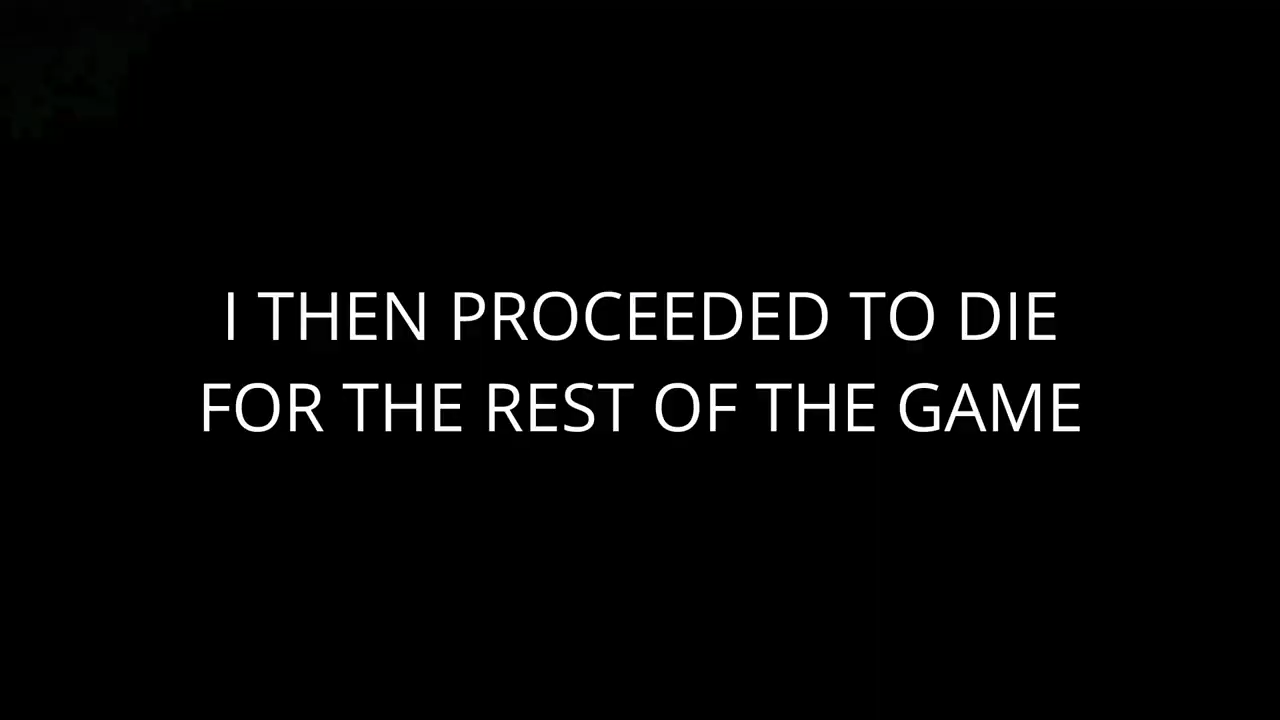 I THEN PROCEEDED TO DIE
FOR THE REST OF THE GAME